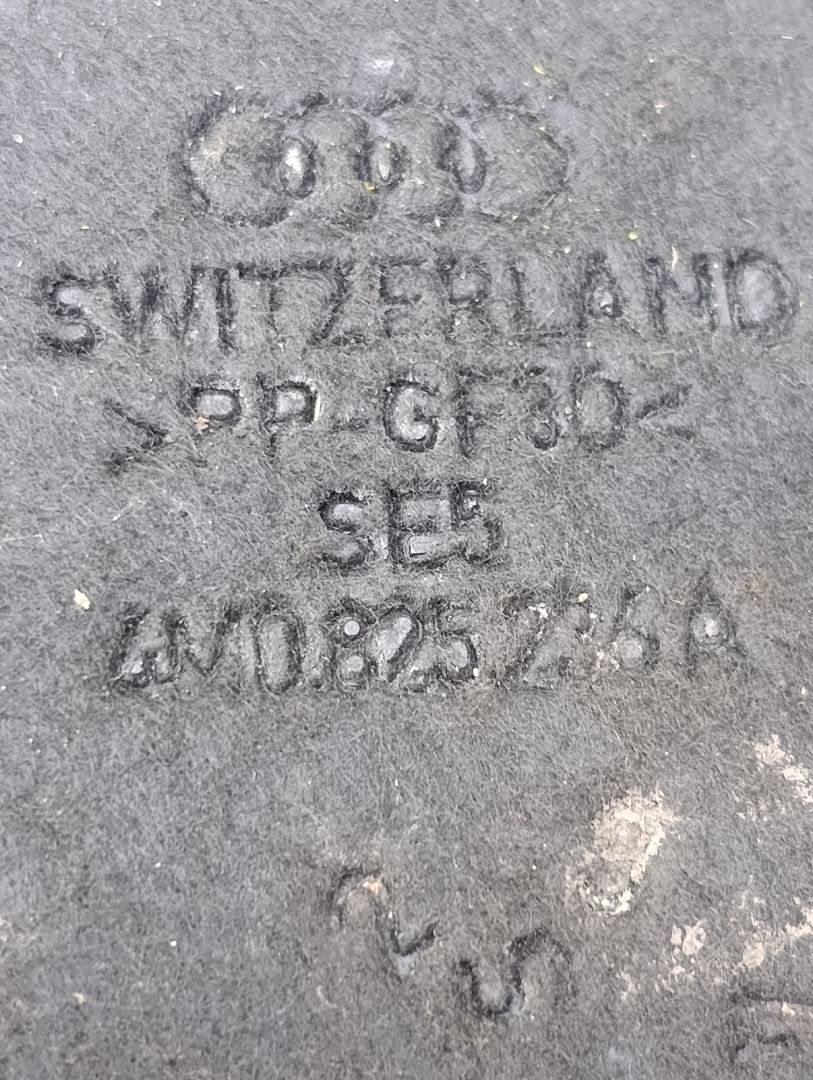 SWITZERLAND
>PP-GF30<
SE5
4M0.825.236A